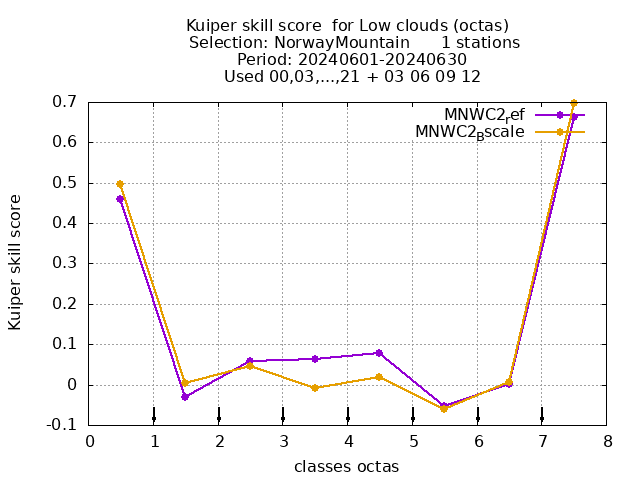 Kuiper skill score  for Low clouds (octas)
Selection: NorwayMountain      1 stations
Period: 20240601-20240630
Used 00,03,...,21 + 03 06 09 12
MNWC2ref
MNWC2Bscale
Kuiper skill score
0.7
0.6
0.5
0.4
0.3
0.2
0.1
0
-0.1
0 1 2 3 4 5 6 7 8
classes octas